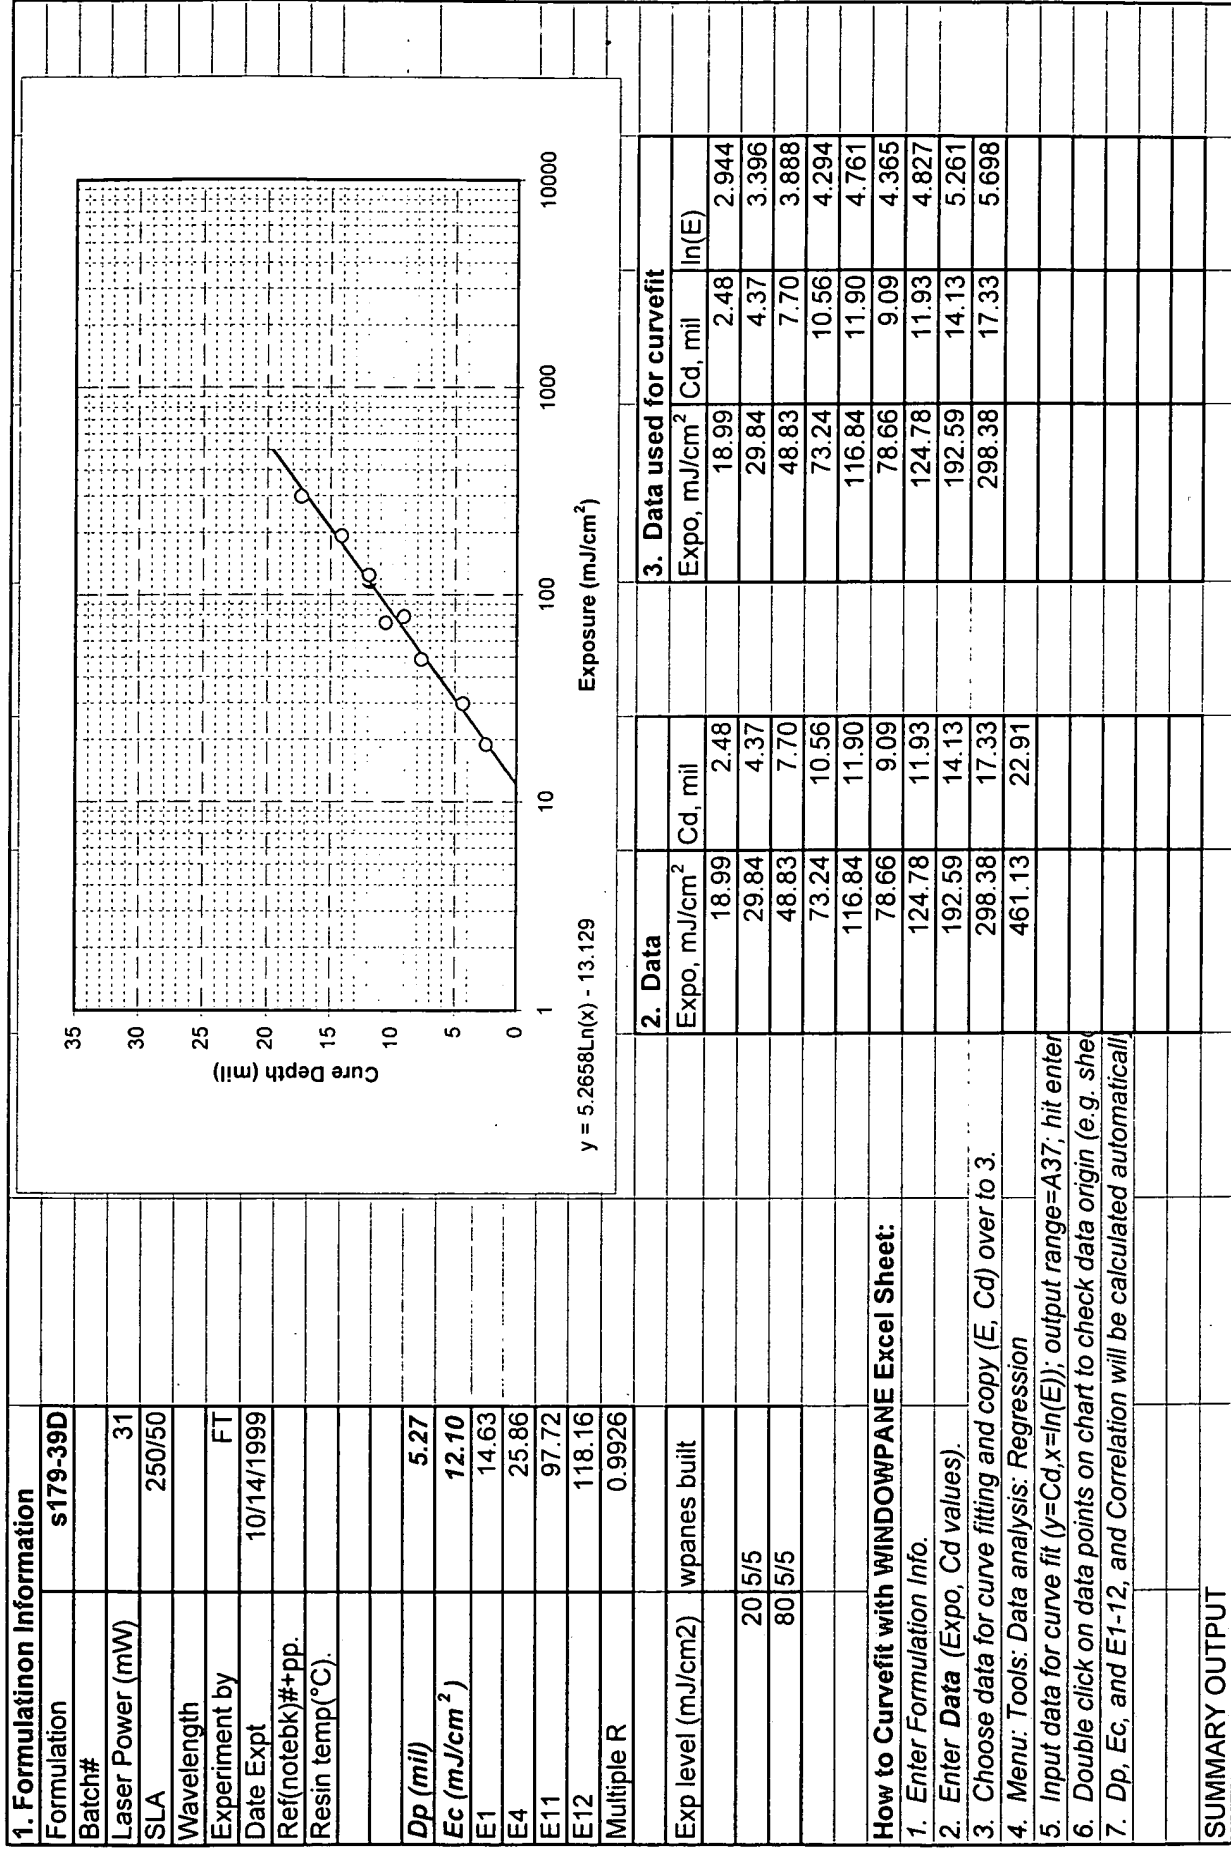 1. Formulation Information
Formulation s179-39D
Batch#
Laser Power (mW) 31
SLA 250/50
Wavelength
Experiment by FT
Date Expt 10/14/1999
Ref(notebk)#+pp.
Resin temp(°C).
Dp (mil) 5.27
Ec (mJ/cm²) 12.10
E1 14.63
E4 25.86
E11 97.72
E12 118.16
Multiple R 0.9926
Exp level (mJ/cm2) wpanes built
20 5/5
80 5/5
How to Curvefit with WINDOWPANE Excel Sheet:
1. Enter Formulation Info.
2. Enter Data (Expo, Cd values).
3. Choose data for curve fitting and copy (E, Cd) over to 3.
4. Menu: Tools: Data analysis: Regression
5. Input data for curve fit (y=Cd,x=ln(E)); output range=A37; hit enter
6. Double click on data points on chart to check data origin (e.g. shee
7. Dp, Ec, and E1-12, and Correlation will be calculated automatically
SUMMARY OUTPUT
Cure Depth (mil)
35
30
25
20
15
10
5
0
1 10 100 1000 10000
Exposure (mJ/cm²)
y = 5.2658Ln(x) - 13.129
2. Data
Expo, mJ/cm² Cd, mil
18.99 2.48
29.84 4.37
48.83 7.70
73.24 10.56
116.84 11.90
78.66 9.09
124.78 11.93
192.59 14.13
298.38 17.33
461.13 22.91
3. Data used for curvefit
Expo, mJ/cm² Cd, mil ln(E)
18.99 2.48 2.944
29.84 4.37 3.396
48.83 7.70 3.888
73.24 10.56 4.294
116.84 11.90 4.761
78.66 9.09 4.365
124.78 11.93 4.827
192.59 14.13 5.261
298.38 17.33 5.698